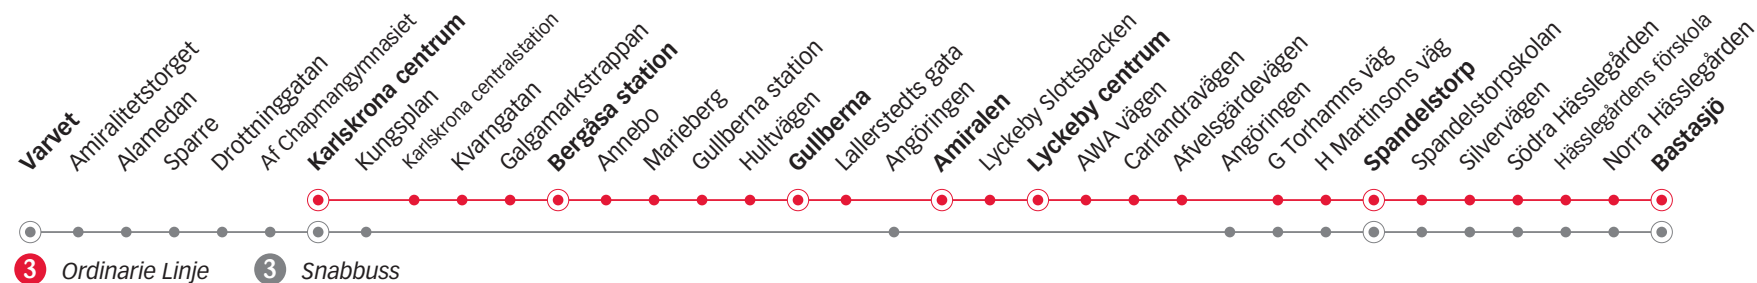 Varvet
Amiralitetstorget
Alamedan
Sparre
Drottninggatan
Af Chapmangymnasiet
Karlskrona centrum
Kungsplan
Karlskrona centralstation
Kvarngatan
Galgamarkstrappan
Bergåsa station
Annebo
Marieberg
Gullberna station
Hultvägen
Gullberna
Lallerstedts gata
Angöringen
Amiralen
Lyckeby Slottsbacken
Lyckeby centrum
AWA vägen
Carlandravägen
Afvelsgärdevägen
Angöringen
G Torhamns väg
H Martinsons väg
Spandelstorp
Spandelstorpskolan
Silvervägen
Södra Hässlegården
Hässlegårdens förskola
Norra Hässlegården
Bastasjö
3 Ordinarie Linje 3 Snabbuss